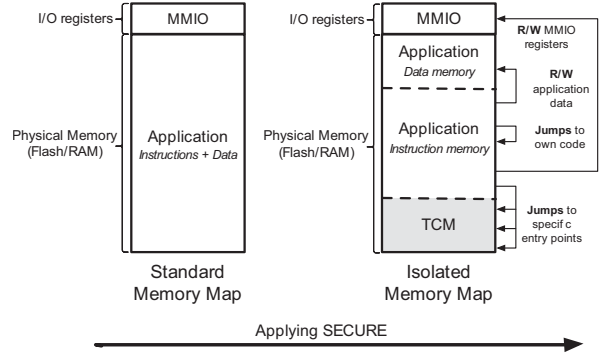 I/O registers
MMIO
Physical Memory
(Flash/RAM)
Application
Instructions + Data
Standard
Memory Map
I/O registers
MMIO
R/W MMIO
registers
Application
Data memory
R/W
application
data
Physical Memory
(Flash/RAM)
Application
Instruction memory
Jumps to
own code
TCM
Jumps to
specif c
entry points
Isolated
Memory Map
Applying SECURE